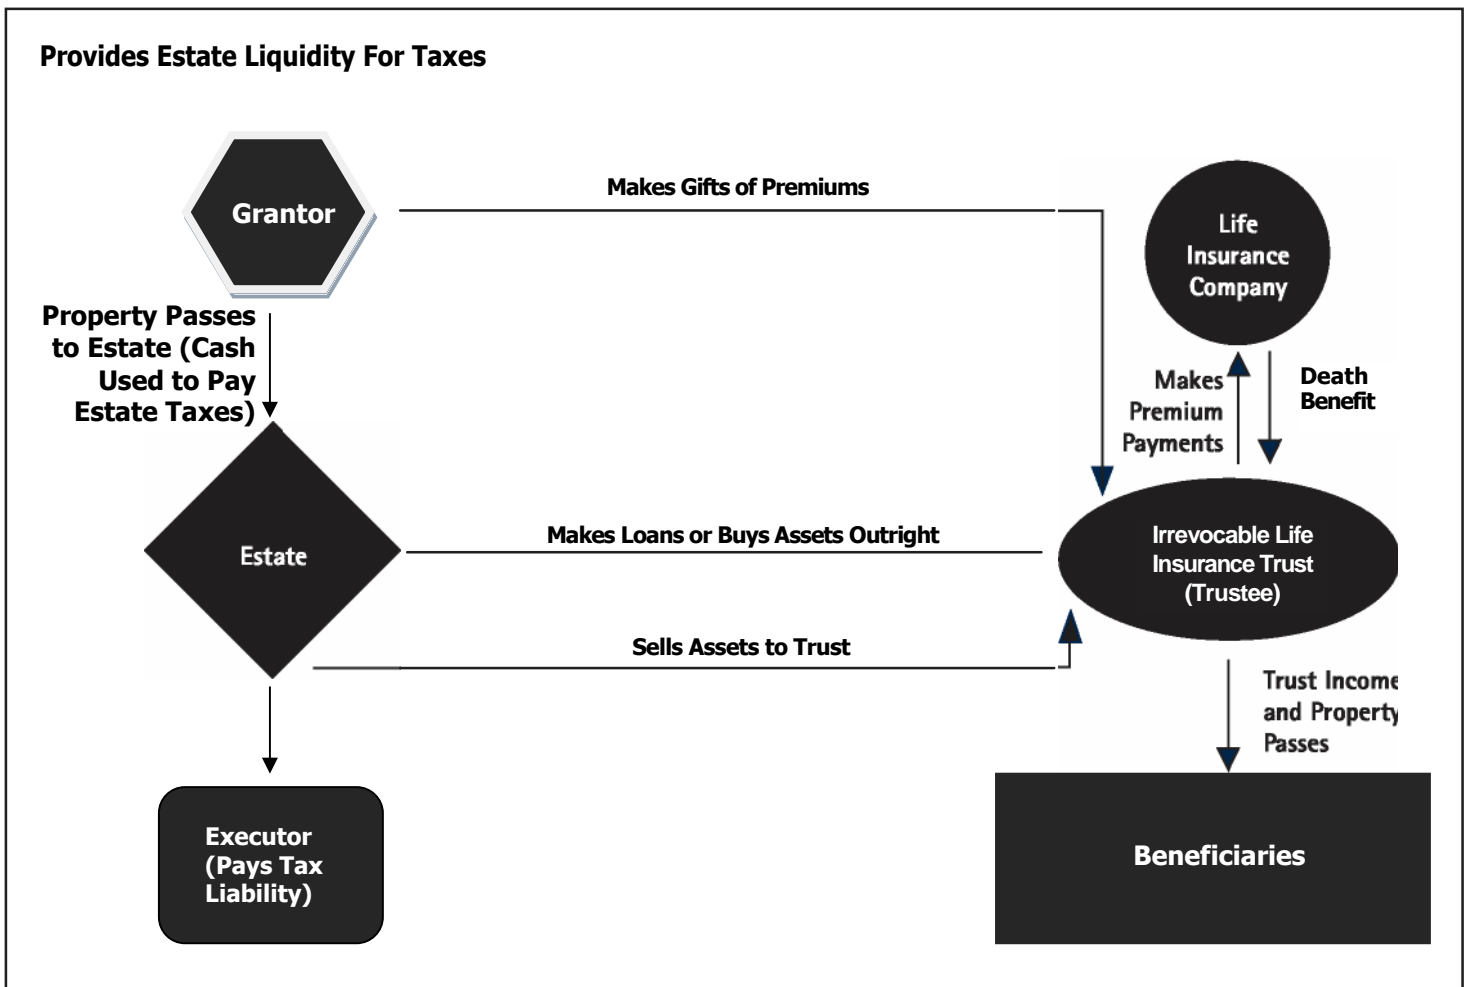 Provides Estate Liquidity For Taxes
Grantor
Makes Gifts of Premiums
Life
Insurance
Company
Property Passes
to Estate (Cash
Used to Pay
Estate Taxes)
Makes
Premium
Payments
Death
Benefit
Estate
Makes Loans or Buys Assets Outright
Irrevocable Life
Insurance Trust
(Trustee)
Sells Assets to Trust
Trust Income
and Property
Passes
Executor
(Pays Tax
Liability)
Beneficiaries